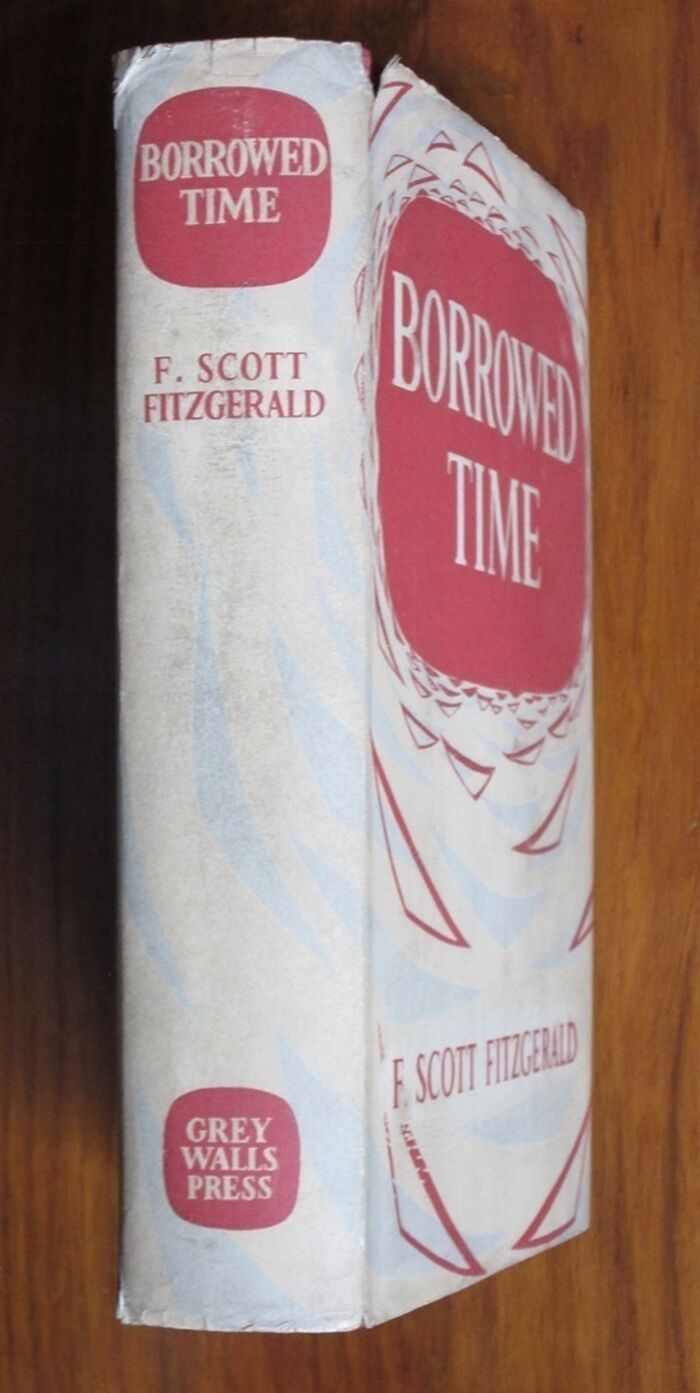 BORROWED
TIME
F. SCOTT
FITZGERALD
GREY
WALLS
PRESS
BORROWED
TIME
F. SCOTT FITZGERALD